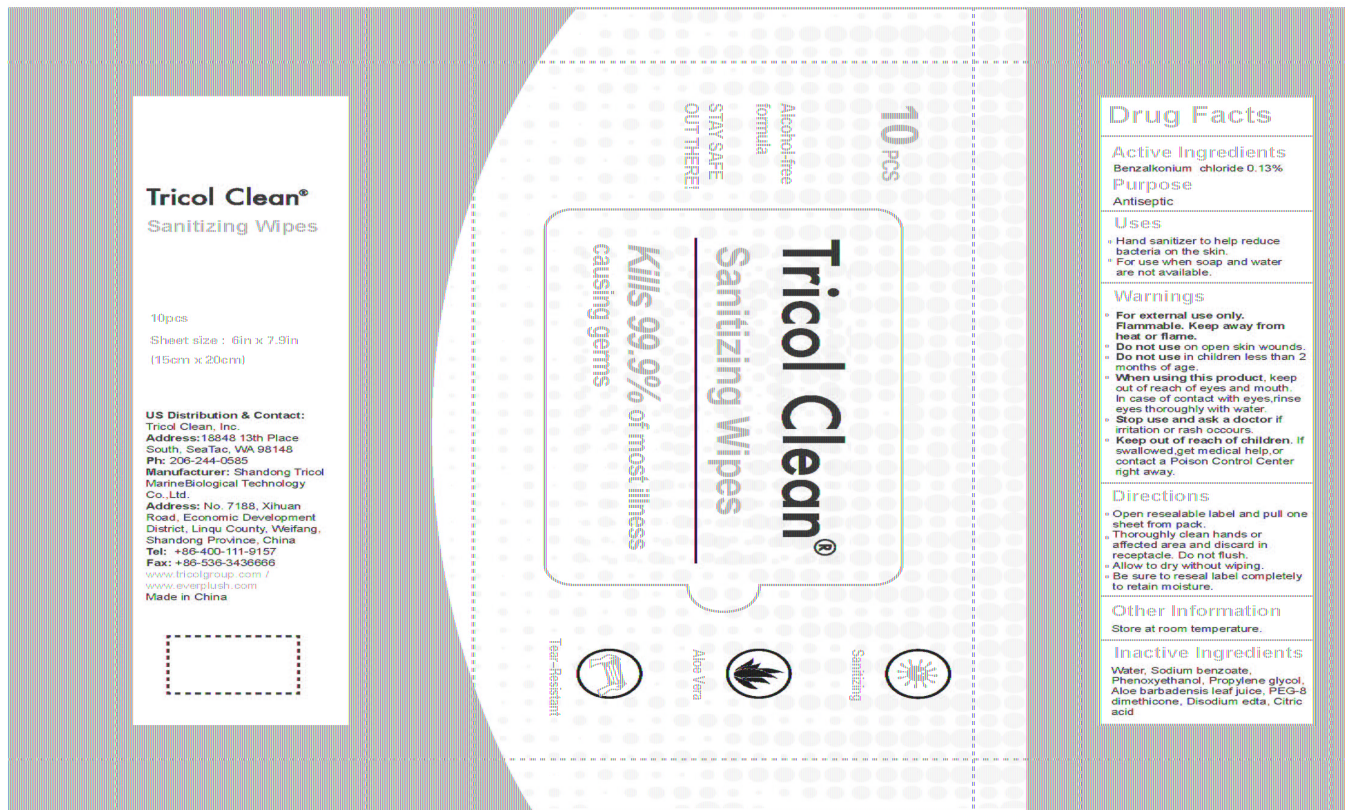 Tricol Clean®
Sanitizing Wipes
10pcs
Sheet size : 6in x 7.9in
(15cm x 20cm)
US Distribution & Contact:
Tricol Clean, Inc.
Address:18848 13th Place
South, SeaTac, WA 98148
Ph: 206-244-0585
Manufacturer: Shandong Tricol
MarineBiological Technology
Co.,Ltd.
Address: No. 7188, Xihuan
Road, Economic Development
District, Linqu County, Weifang,
Shandong Province, China
Tel: +86-400-111-9157
Fax: +86-536-3436666
www.tricolgroup.com /
www.everplush.com
Made in China
10 PCS
Alcohol-free
formula
STAY SAFE
OUT THERE!
Tricol Clean®
Sanitizing Wipes
Kills 99.9% of most illness
causing germs
Sanitizing
Aloe Vera
Tear-Resistant
Drug Facts
Active Ingredients
Benzalkonium chloride 0.13%
Purpose
Antiseptic
Uses
Hand sanitizer to help reduce
bacteria on the skin.
For use when soap and water
are not available.
Warnings
For external use only.
Flammable. Keep away from
heat or flame.
Do not use on open skin wounds.
Do not use in children less than 2
months of age.
When using this product, keep
out of reach of eyes and mouth.
In case of contact with eyes,rinse
eyes thoroughly with water.
Stop use and ask a doctor if
irritation or rash occours.
Keep out of reach of children. If
swallowed,get medical help,or
contact a Poison Control Center
right away.
Directions
Open resealable label and pull one
sheet from pack.
Thoroughly clean hands or
affected area and discard in
receptacle. Do not flush.
Allow to dry without wiping.
Be sure to reseal label completely
to retain moisture.
Other Information
Store at room temperature.
Inactive Ingredients
Water, Sodium benzoate,
Phenoxyethanol, Propylene glycol,
Aloe barbadensis leaf juice, PEG-8
dimethicone, Disodium edta, Citric
acid